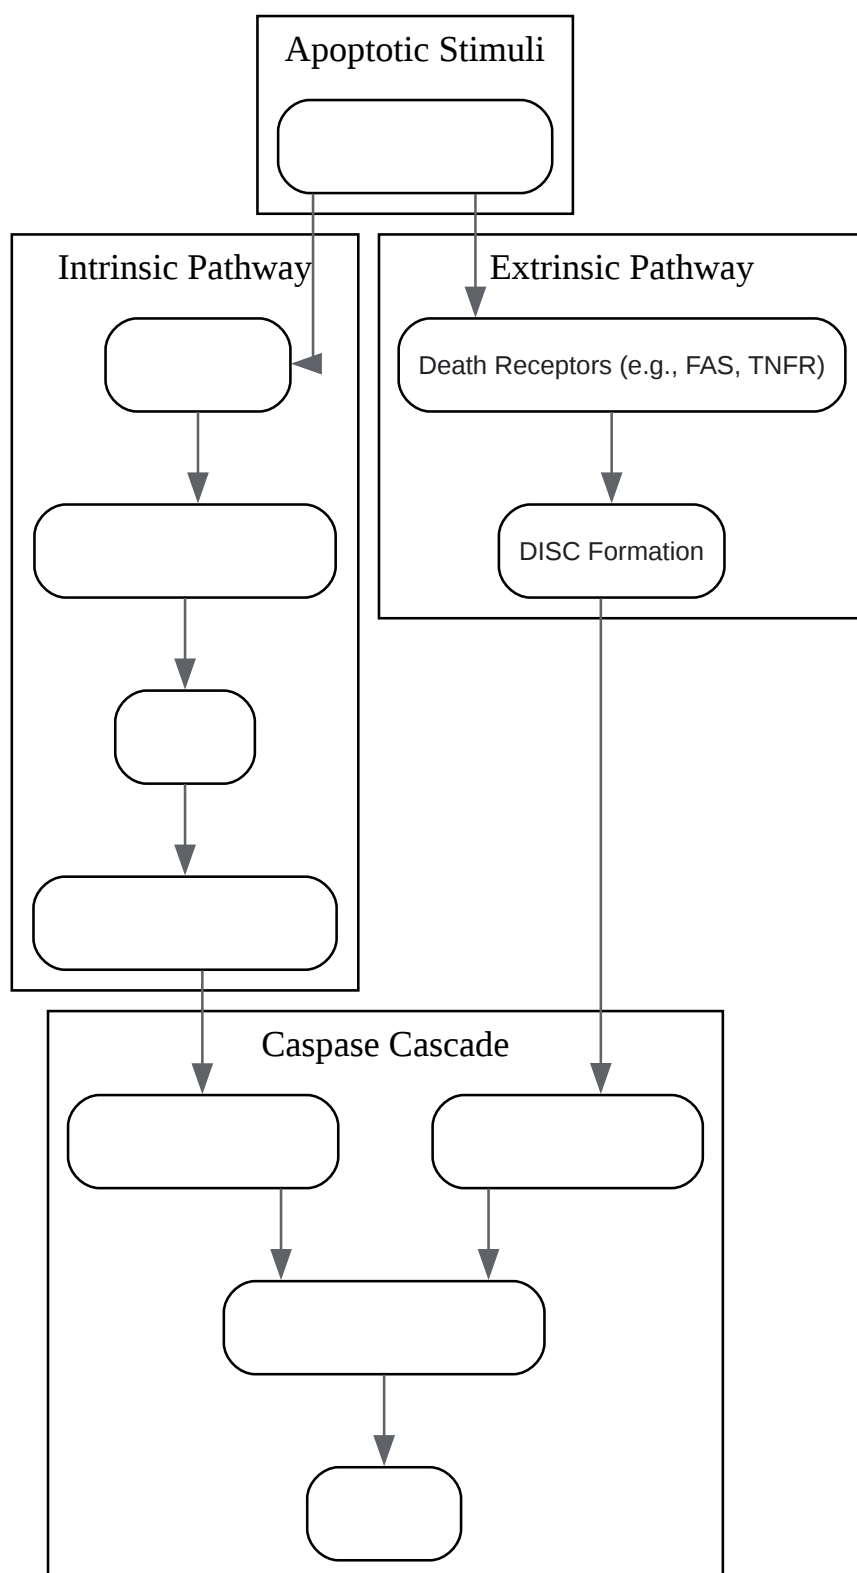 Apoptotic Stimuli
Intrinsic Pathway
Extrinsic Pathway
Death Receptors (e.g., FAS, TNFR)
DISC Formation
Caspase Cascade